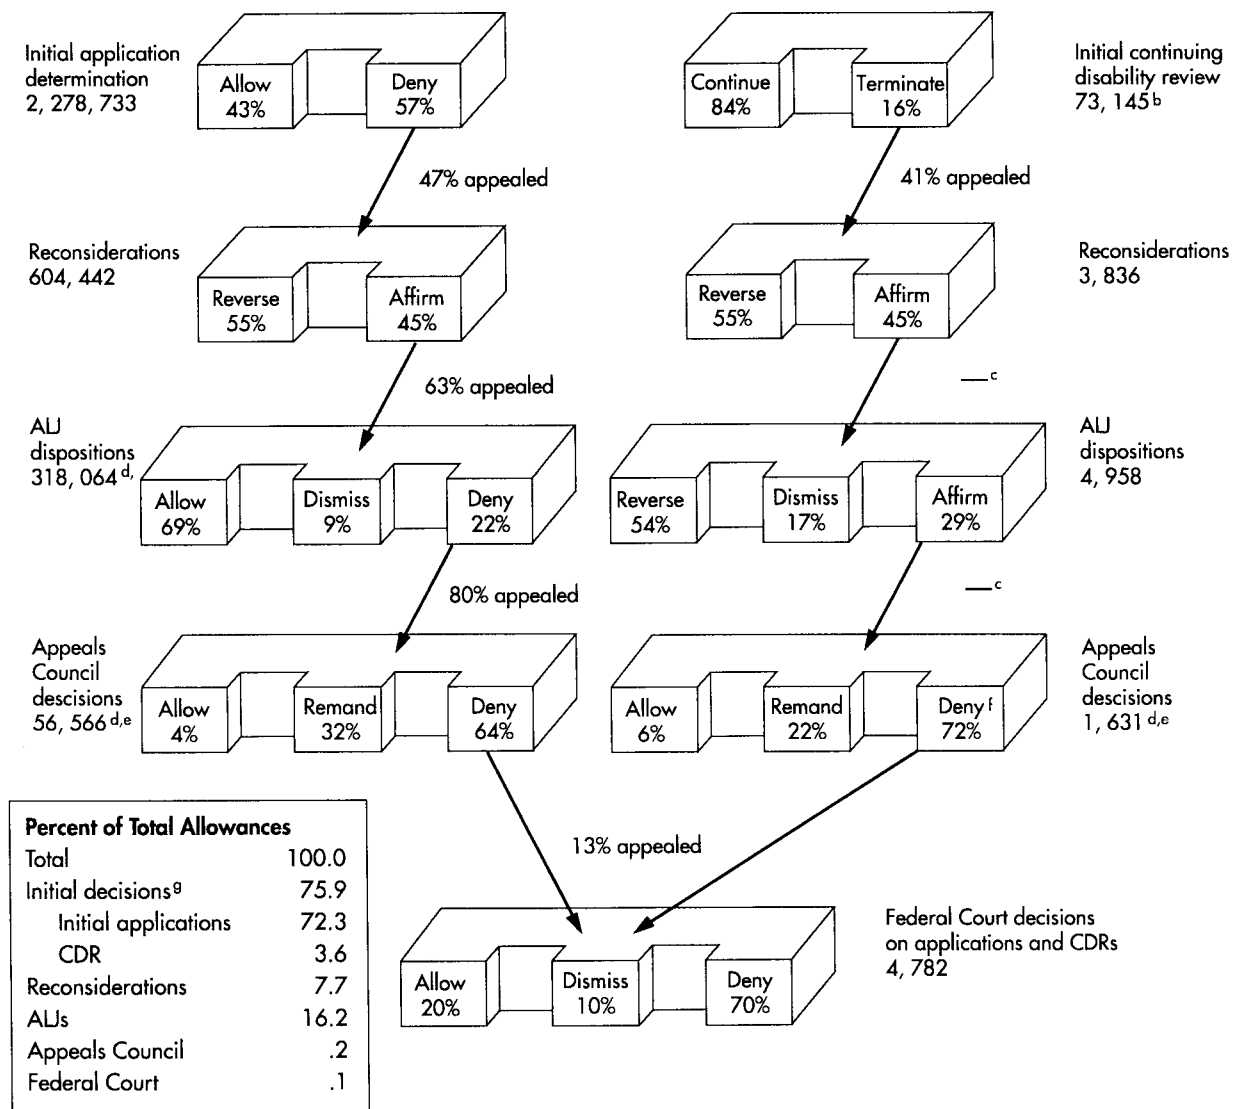 Initial application
determination
2, 278, 733
Allow
43%
Deny
57%
Continue
84%
Terminate
16%
Initial continuing
disability review
73, 145 b
47% appealed
41% appealed
Reconsiderations
604, 442
Reverse
55%
Affirm
45%
Reverse
55%
Affirm
45%
Reconsiderations
3, 836
63% appealed
— c
ALJ
dispositions
318, 064 d,
Allow
69%
Dismiss
9%
Deny
22%
Reverse
54%
Dismiss
17%
Affirm
29%
ALJ
dispositions
4, 958
80% appealed
— c
Appeals
Council
descisions
56, 566 d,e
Allow
4%
Remand
32%
Deny
64%
Allow
6%
Remand
22%
Deny f
72%
Appeals
Council
descisions
1, 631 d,e
13% appealed
Percent of Total Allowances
Total 100.0
Initial decisions g 75.9
Initial applications 72.3
CDR 3.6
Reconsiderations 7.7
ALJs 16.2
Appeals Council .2
Federal Court .1
Allow
20%
Dismiss
10%
Deny
70%
Federal Court decisions
on applications and CDRs
4, 782